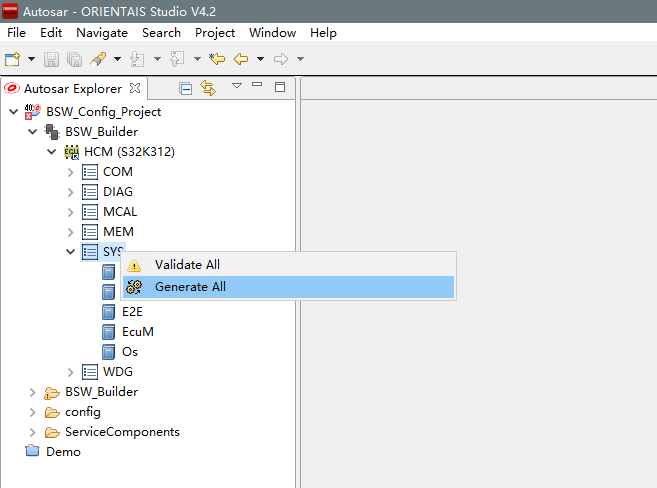 Autosar - ORIENTAIS Studio V4.2
File Edit Navigate Search Project Window Help
Autosar Explorer
BSW_Config_Project
BSW_Builder
HCM (S32K312)
COM
DIAG
MCAL
MEM
SYS
Validate All
Generate All
E2E
EcuM
Os
WDG
BSW_Builder
config
ServiceComponents
Demo